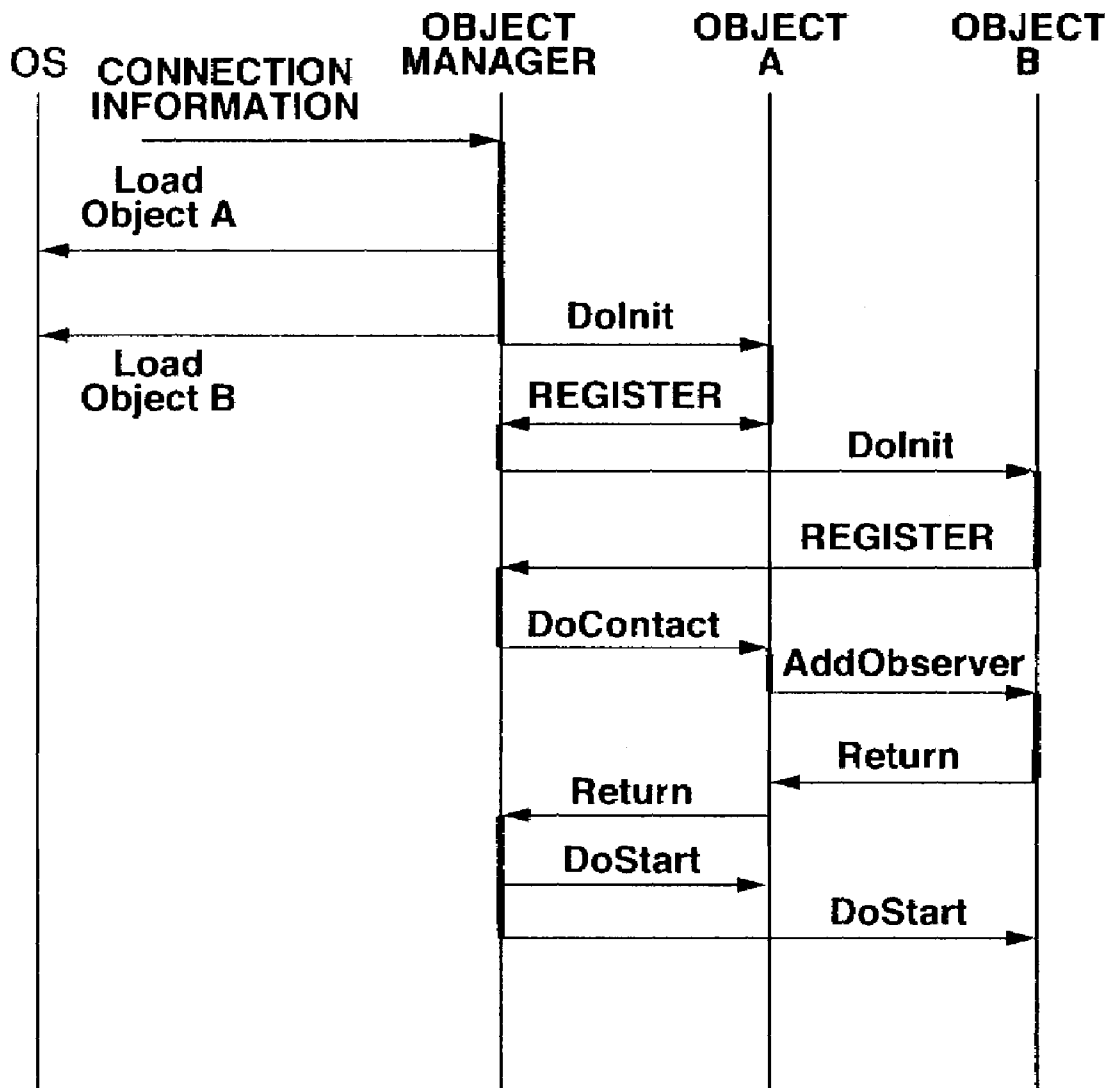 OS
CONNECTION
INFORMATION
OBJECT
MANAGER
OBJECT
A
OBJECT
B
Load
Object A
DoInit
Load
Object B
REGISTER
DoInit
REGISTER
DoContact
AddObserver
Return
Return
DoStart
DoStart